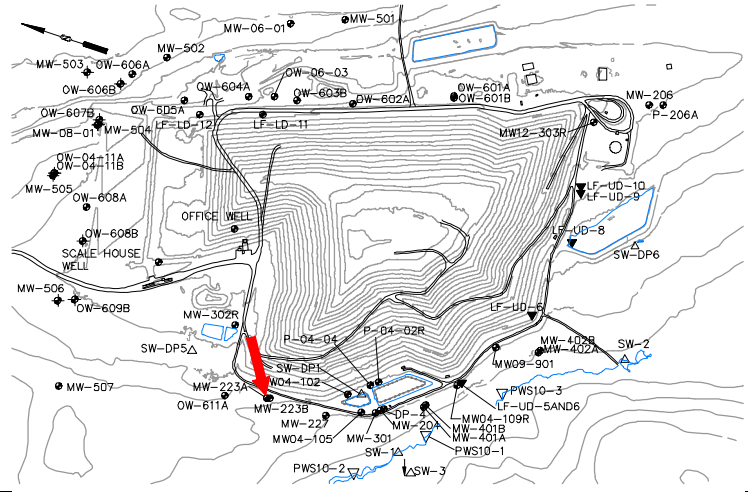 MW-06-01
MW-501
MW-502
MW-503
OW-606A
OW-606B
OW-06-03
OW-604A
OW-603B
OW-602A
OW-601A
OW-601B
MW-206
P-206A
OW-605A
LF-LD-12
LF-LD-11
OW-607B
MW-504
MW-08-01
MW12-303R
OW-04-11A
OW-04-11B
MW-505
LF-UD-10
LF-UD-9
OW-608A
OFFICE WELL
LF-UD-8
OW-608B
SW-DP6
SCALE HOUSE
WELL
MW-506
OW-609B
MW-302R
LF-UD-6
P-04-04
P-04-02R
SW-DP5
MW-402B
MW-402A
SW-2
SW-DP1
MW09-901
MW-507
MW-223A
W04-102
PWS10-3
OW-611A
MW-223B
LF-UD-5AND6
MW-227
DP-4
MW04-109R
MW-204
MW04-105
MW-301
MW-401B
MW-401A
SW-1
PWS10-1
PWS10-2
SW-3